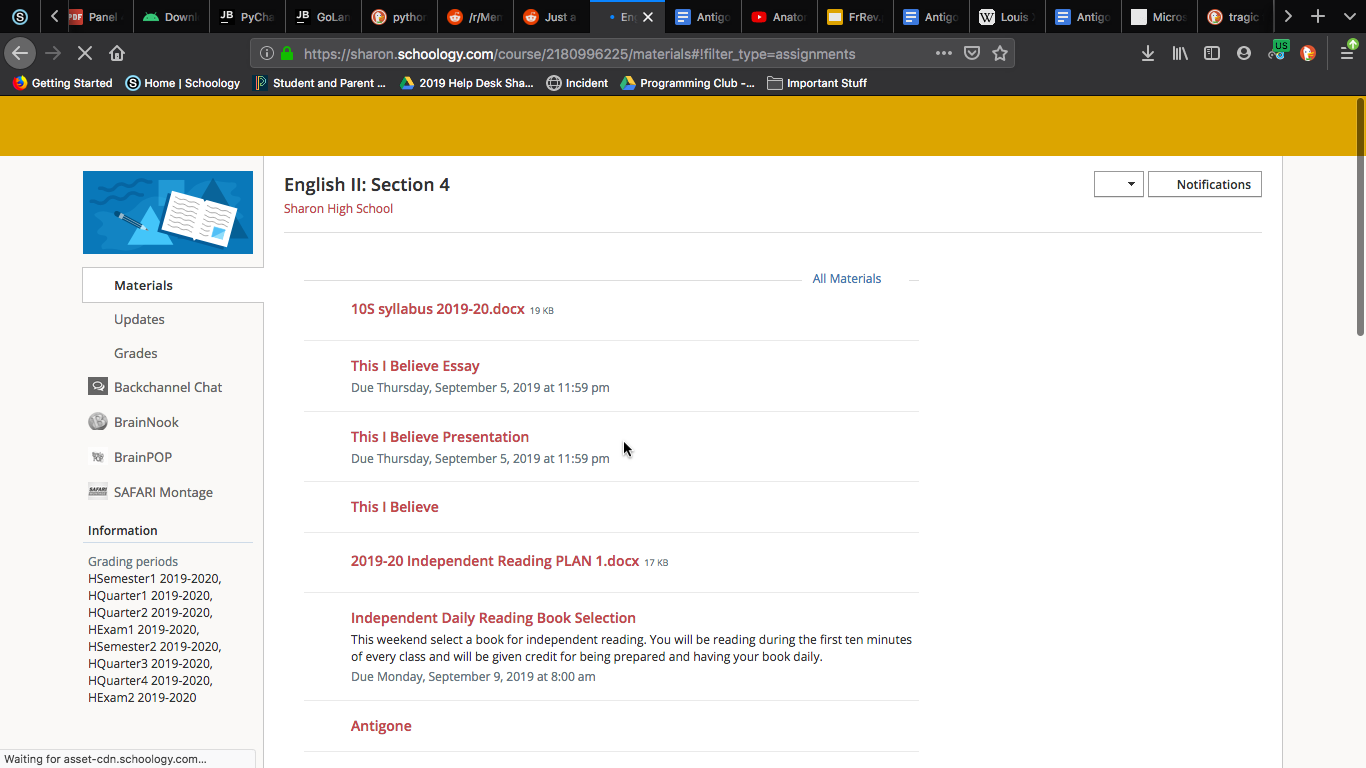 Panel
Downl
PyCha
GoLan
python
/r/Men
Just a
En
Antigo
Anator
FrRev.
Antigo
Louis
Antigo
Micros
tragic
https://sharon.schoology.com/course/2180996225/materials#!filter_type=assignments
US
Getting Started
Home | Schoology
Student and Parent ...
2019 Help Desk Sha...
Incident
Programming Club -...
Important Stuff
English II: Section 4
Sharon High School
Notifications
Materials
Updates
Grades
Backchannel Chat
BrainNook
BrainPOP
SAFARI Montage
Information
Grading periods
HSemester1 2019-2020,
HQuarter1 2019-2020,
HQuarter2 2019-2020,
HExam1 2019-2020,
HSemester2 2019-2020,
HQuarter3 2019-2020,
HQuarter4 2019-2020,
HExam2 2019-2020
All Materials
10S syllabus 2019-20.docx 19 KB
This I Believe Essay
Due Thursday, September 5, 2019 at 11:59 pm
This I Believe Presentation
Due Thursday, September 5, 2019 at 11:59 pm
This I Believe
2019-20 Independent Reading PLAN 1.docx 17 KB
Independent Daily Reading Book Selection
This weekend select a book for independent reading. You will be reading during the first ten minutes
of every class and will be given credit for being prepared and having your book daily.
Due Monday, September 9, 2019 at 8:00 am
Antigone
Waiting for asset-cdn.schoology.com...